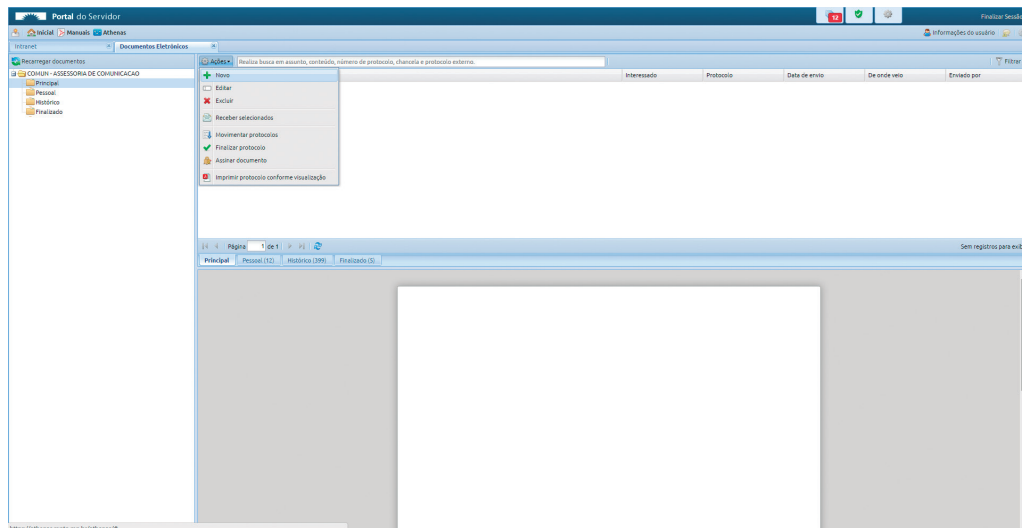 Portal do Servidor
12
Finalizar Sessão
Inicial Manuais Athenas
Informações do usuário
Intranet
Documentos Eletrônicos
Recarregar documentos
Ações
Realiza busca em assunto, conteúdo, número de protocolo, chancela e protocolo externo.
Filtrar
COMUN - ASSESSORIA DE COMUNICACAO
Principal
Pessoal
Histórico
Finalizado
Interessado Protocolo Data de envio De onde veio Enviado por
Novo
Editar
Excluir
Receber selecionados
Movimentar protocolos
Finalizar protocolo
Assinar documento
Imprimir protocolo conforme visualização
Página 1 de 1
Sem registros para exib
Principal Pessoal (12) Histórico (399) Finalizado (5)